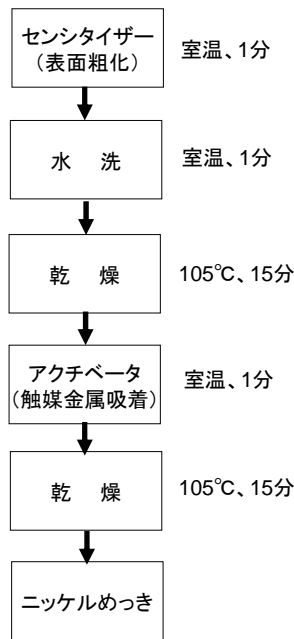 センシタイザー
(表面粗化)
室温、1分
水 洗
室温、1分
乾 燥
105℃、15分
アクチベータ
(触媒金属吸着)
室温、1分
乾 燥
105℃、15分
ニッケルめっき